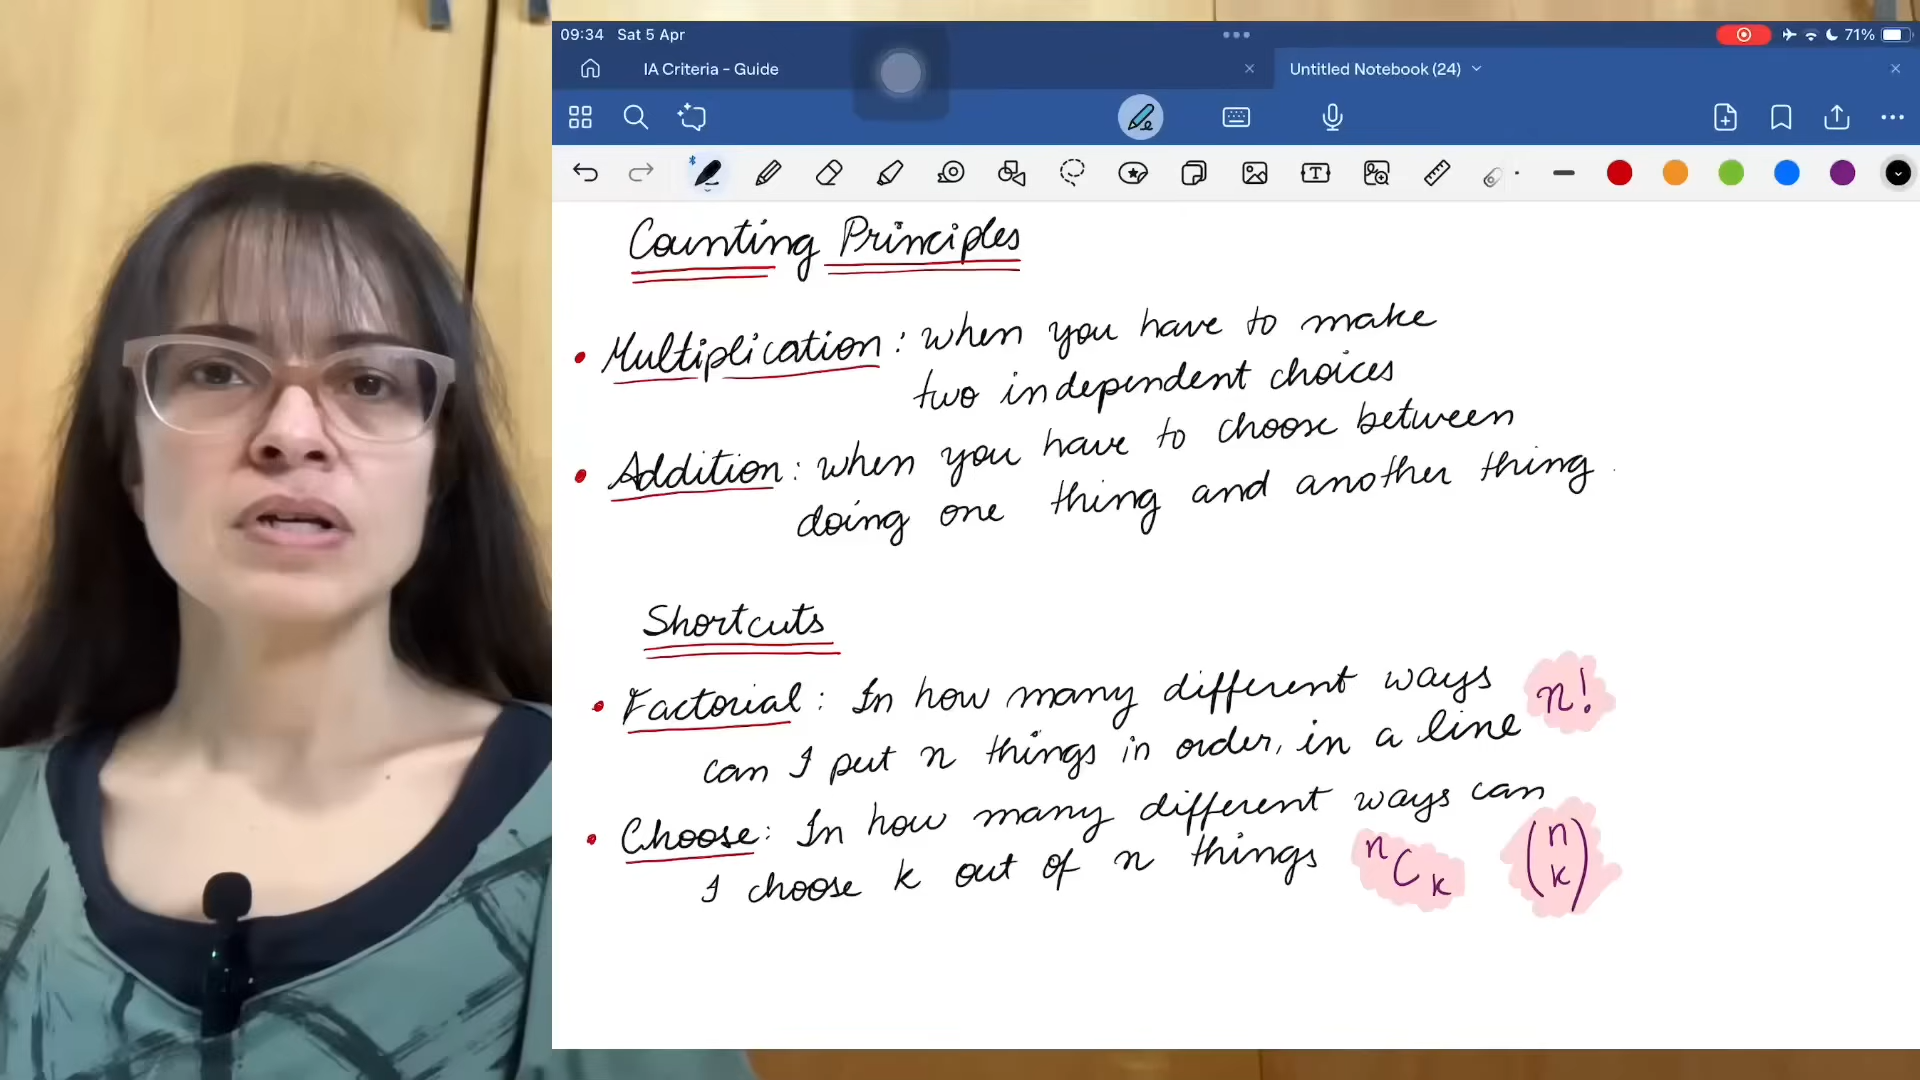 09:34 Sat 5 Apr
71%
IA Criteria - Guide
Untitled Notebook (24)
T
Counting Principles
• Multiplication: when you have to make
two independent choices
• Addition: when you have to choose between
doing one thing and another thing.
Shortcuts
• Factorial: In how many different ways n!
can I put n things in order, in a line
• Choose: In how many different ways can
I choose k out of n things nCk (n k)